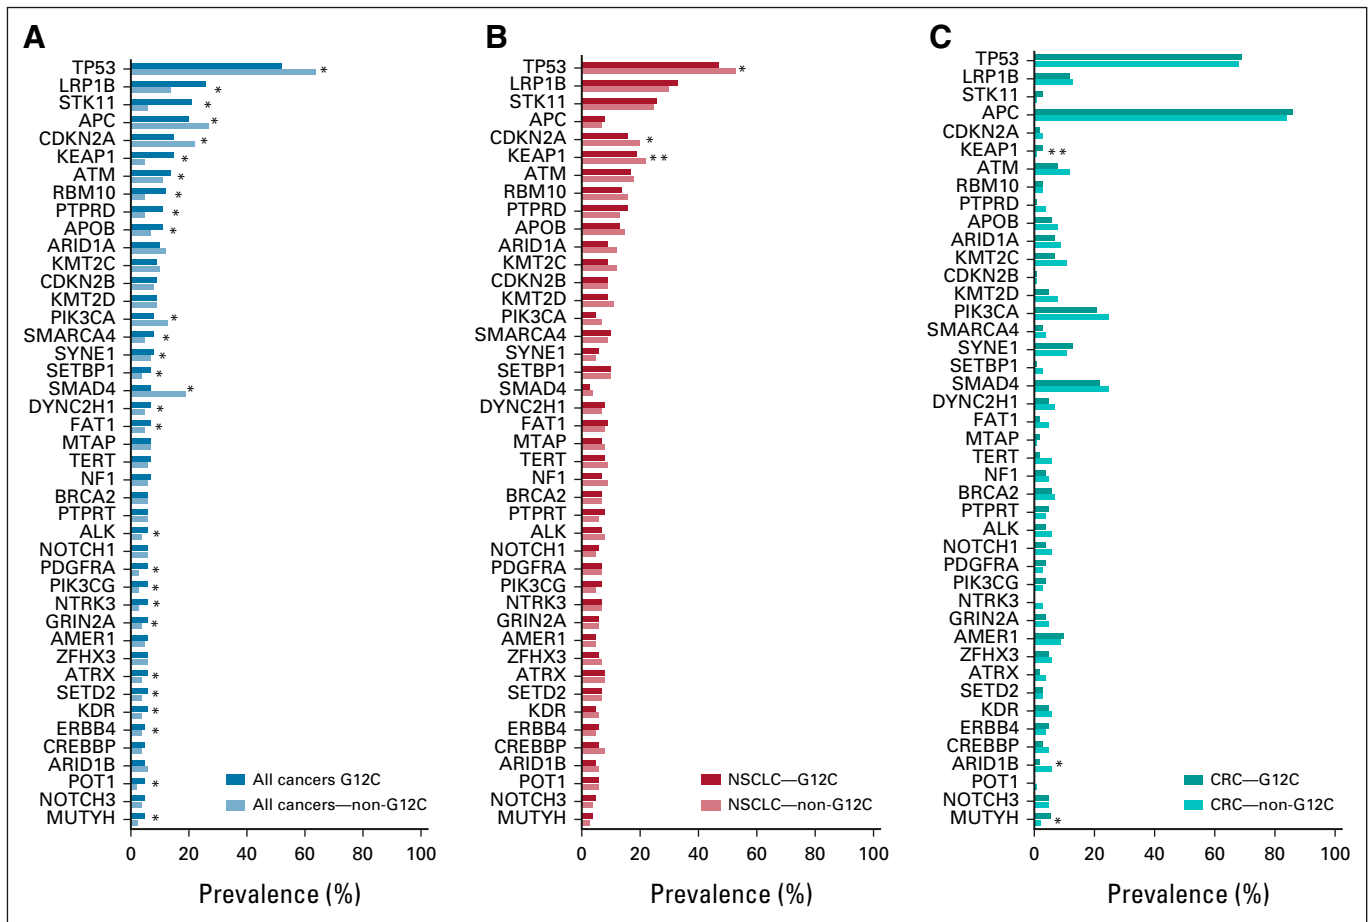 A
TP53
*
LRP1B
*
STK11
*
APC
*
CDKN2A
*
KEAP1
*
ATM
*
RBM10
*
PTPRD
*
APOB
*
ARID1A
KMT2C
CDKN2B
KMT2D
PIK3CA
*
SMARCA4
*
SYNE1
*
SETBP1
*
SMAD4
*
DYNC2H1
*
FAT1
*
MTAP
TERT
NF1
BRCA2
PTPRT
ALK
*
NOTCH1
PDGFRA
*
PIK3CG
*
NTRK3
*
GRIN2A
*
AMER1
ZFHX3
ATRX
*
SETD2
*
KDR
*
ERBB4
*
CREBBP
ARID1B
POT1
*
NOTCH3
MUTYH
*
All cancers G12C
All cancers—non-G12C
0 20 40 60 80 100
Prevalence (%)
B
TP53
*
LRP1B
STK11
APC
CDKN2A
*
KEAP1
* *
ATM
RBM10
PTPRD
APOB
ARID1A
KMT2C
CDKN2B
KMT2D
PIK3CA
SMARCA4
SYNE1
SETBP1
SMAD4
DYNC2H1
FAT1
MTAP
TERT
NF1
BRCA2
PTPRT
ALK
NOTCH1
PDGFRA
PIK3CG
NTRK3
GRIN2A
AMER1
ZFHX3
ATRX
SETD2
KDR
ERBB4
CREBBP
ARID1B
POT1
NOTCH3
MUTYH
NSCLC—G12C
NSCLC—non-G12C
0 20 40 60 80 100
Prevalence (%)
C
TP53
LRP1B
STK11
APC
CDKN2A
KEAP1
* *
ATM
RBM10
PTPRD
APOB
ARID1A
KMT2C
CDKN2B
KMT2D
PIK3CA
SMARCA4
SYNE1
SETBP1
SMAD4
DYNC2H1
FAT1
MTAP
TERT
NF1
BRCA2
PTPRT
ALK
NOTCH1
PDGFRA
PIK3CG
NTRK3
GRIN2A
AMER1
ZFHX3
ATRX
SETD2
KDR
ERBB4
CREBBP
ARID1B
*
POT1
NOTCH3
MUTYH
*
CRC—G12C
CRC—non-G12C
0 20 40 60 80 100
Prevalence (%)